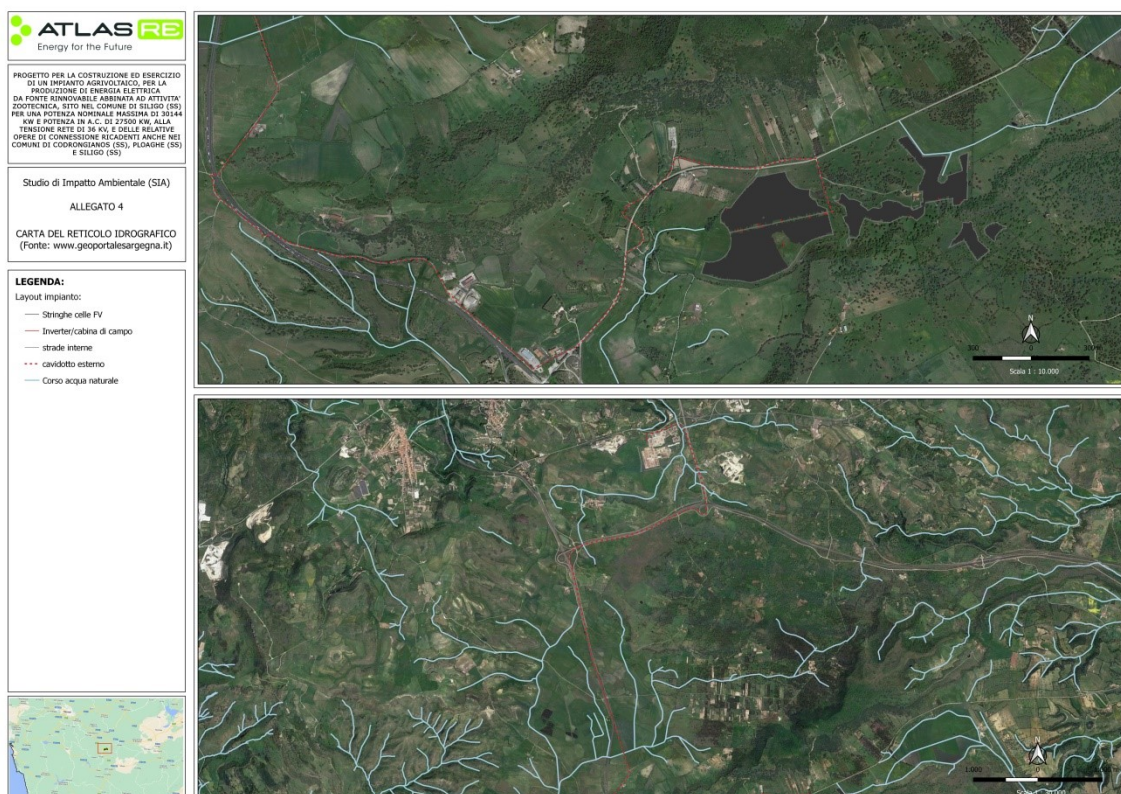 ATLAS RE
Energy for the Future
PROGETTO PER LA COSTRUZIONE ED ESERCIZIO
DI UN IMPIANTO AGRIVOLTAICO, PER LA
PRODUZIONE DI ENERGIA ELETTRICA
DA FONTE RINNOVABILE ABBINATA AD ATTIVITA'
ZOOTECNICA, SITO NEL COMUNE DI SILIGO (SS)
PER UNA POTENZA NOMINALE MASSIMA DI 30144
KW E POTENZA IN A.C. DI 27500 KW, ALLA
TENSIONE RETE DI 36 KV, E DELLE RELATIVE
OPERE DI CONNESSIONE RICADENTI ANCHE NEI
COMUNI DI CODRONGIANOS (SS), PLOAGHE (SS)
E SILIGO (SS)
Studio di Impatto Ambientale (SIA)
ALLEGATO 4
CARTA DEL RETICOLO IDROGRAFICO
(Fonte: www.geoportalesargegna.it)
LEGENDA:
Layout impianto:
Stringhe celle FV
Inverter/cabina di campo
strade interne
cavidotto esterno
Corso acqua naturale
N
300 0 300
Scala 1 : 10.000
N
1.000 0